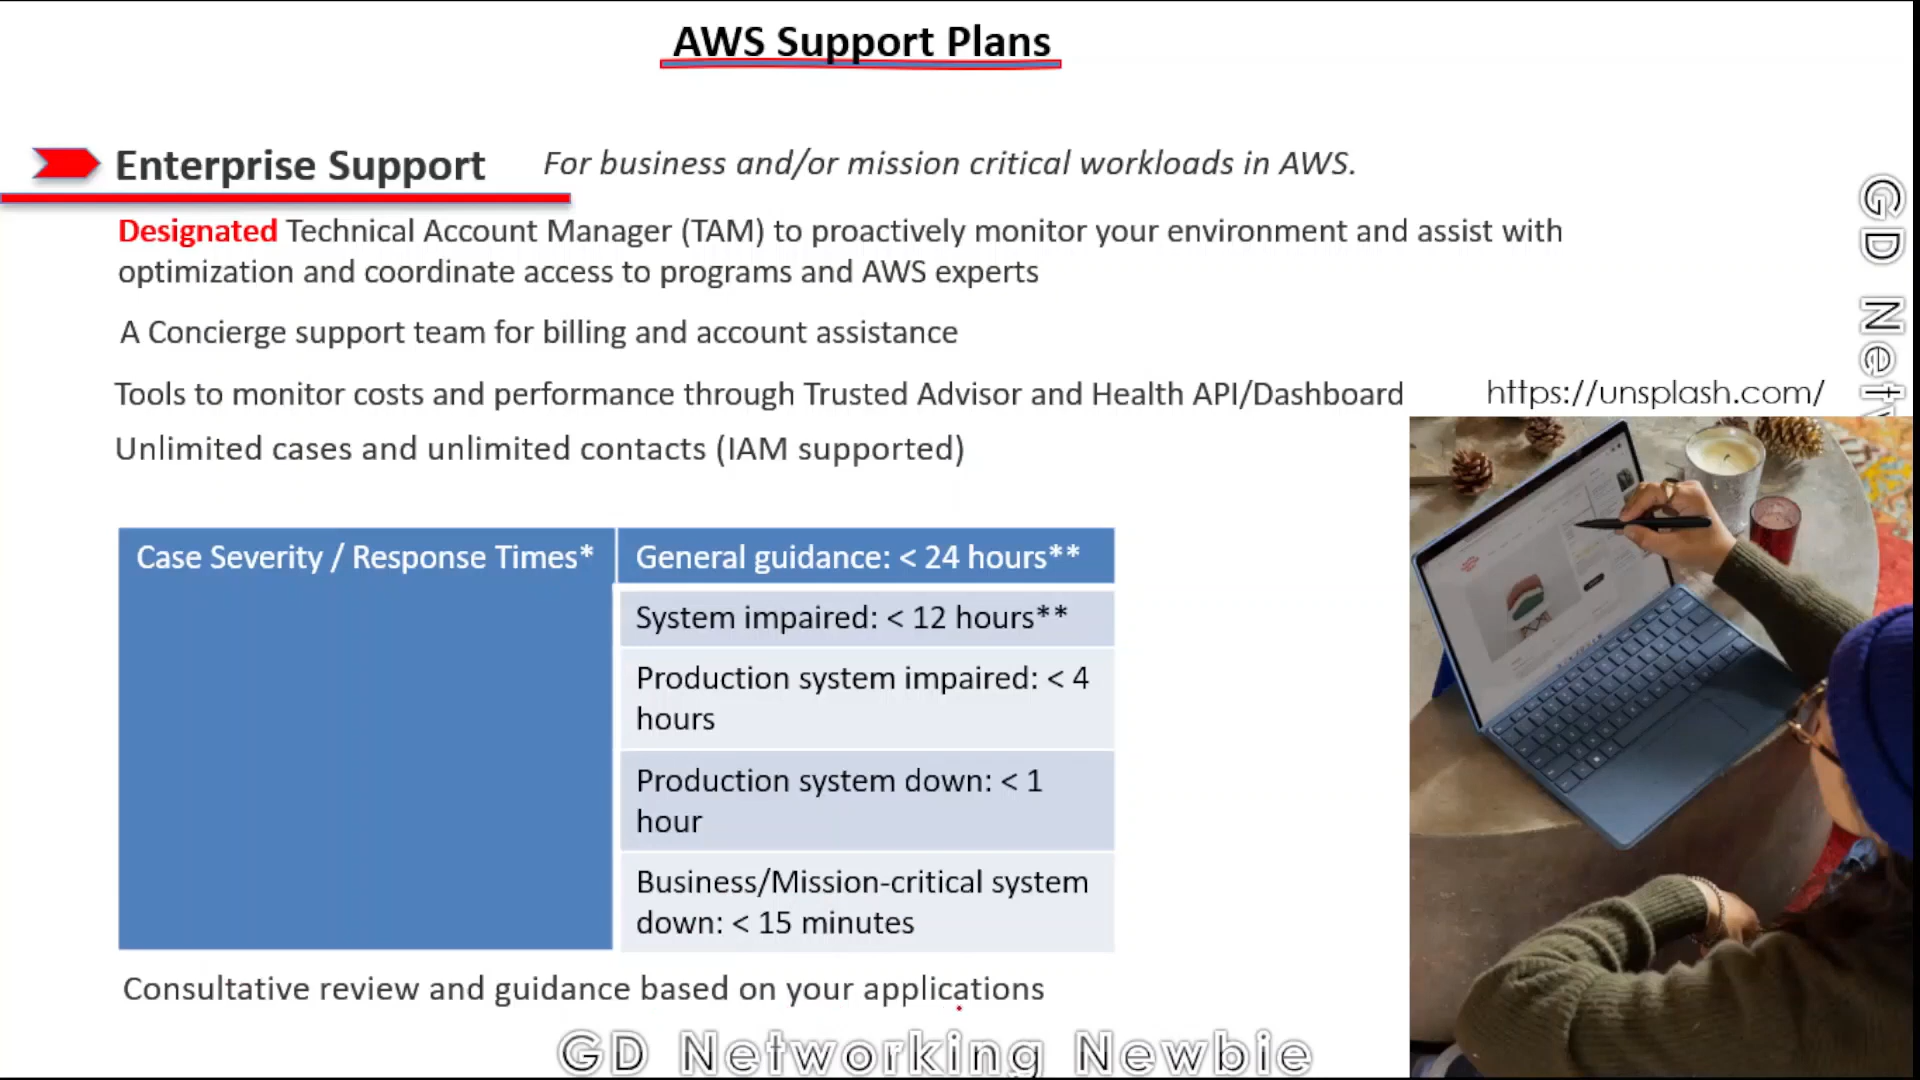 AWS Support Plans
Enterprise Support
For business and/or mission critical workloads in AWS.
Designated Technical Account Manager (TAM) to proactively monitor your environment and assist with
optimization and coordinate access to programs and AWS experts
A Concierge support team for billing and account assistance
Tools to monitor costs and performance through Trusted Advisor and Health API/Dashboard
https://unsplash.com/
Unlimited cases and unlimited contacts (IAM supported)
Case Severity / Response Times*
General guidance: < 24 hours**
System impaired: < 12 hours**
Production system impaired: < 4
hours
Production system down: < 1
hour
Business/Mission-critical system
down: < 15 minutes
Consultative review and guidance based on your applications
GD Networking Newbie
GD Netw